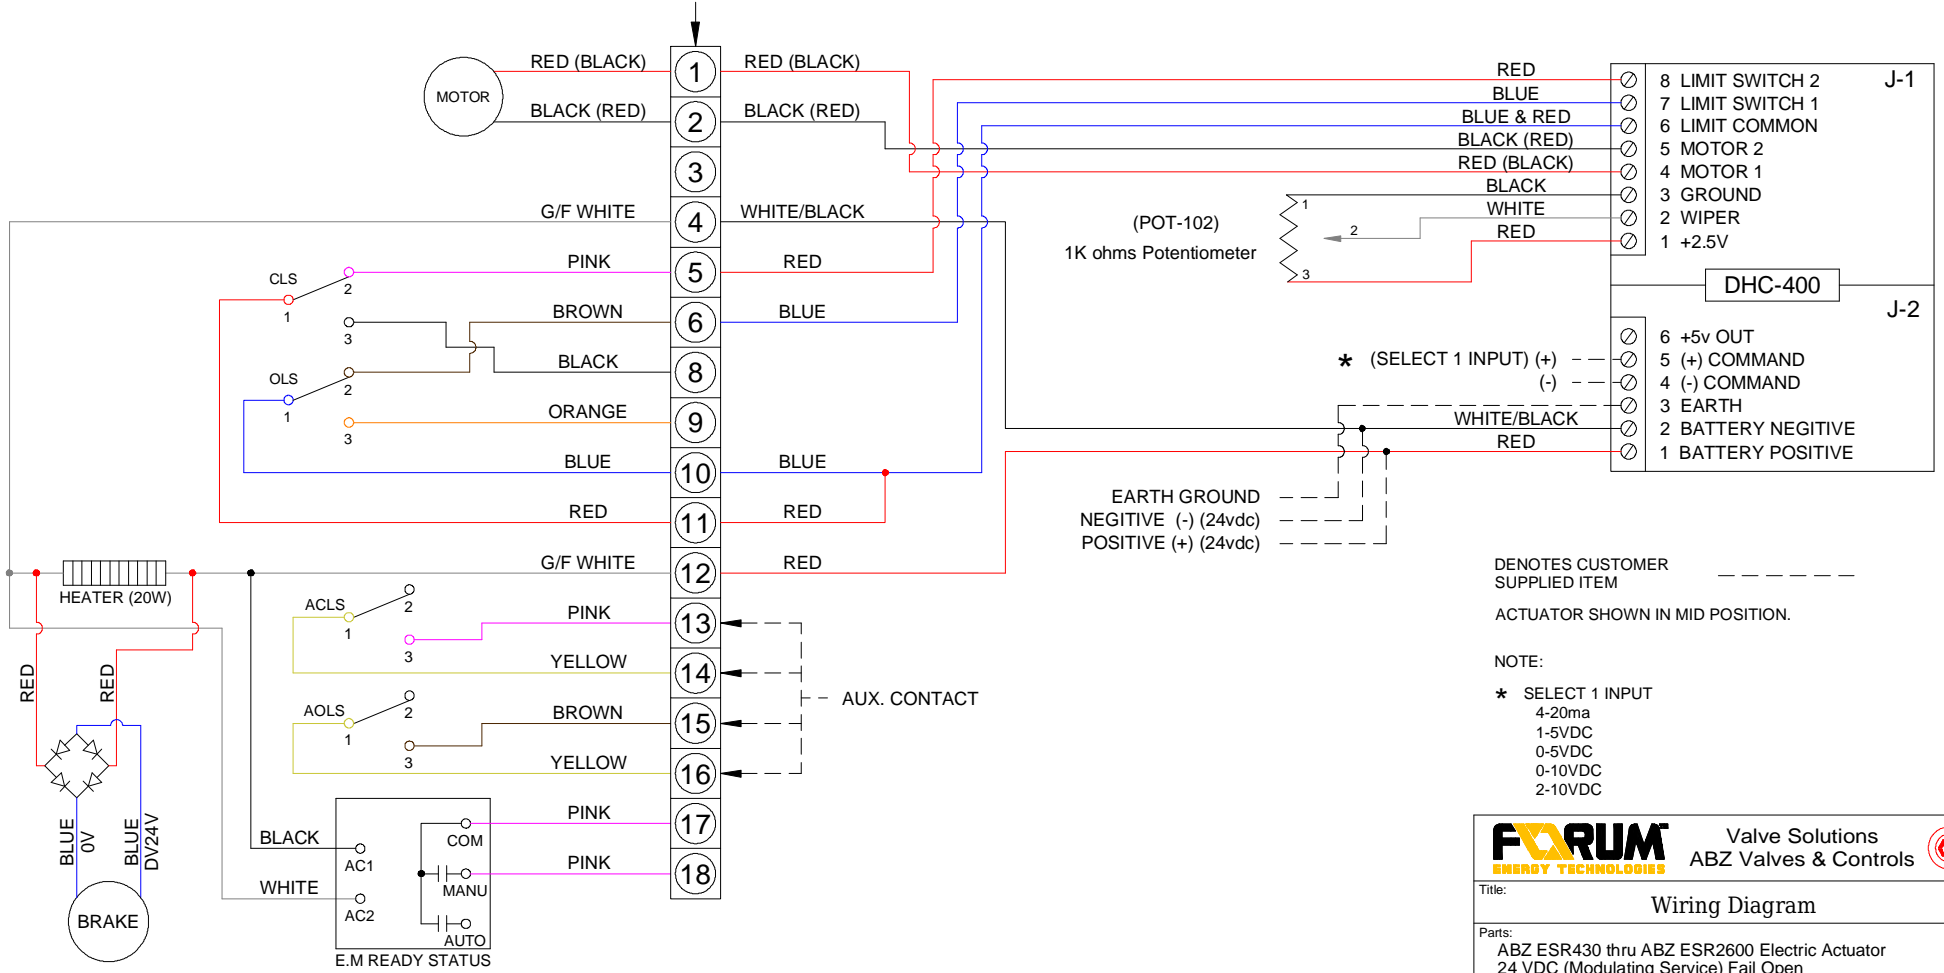 MOTOR
RED (BLACK)
BLACK (RED)
G/F WHITE
PINK
BROWN
BLACK
ORANGE
BLUE
RED
G/F WHITE
PINK
YELLOW
BROWN
YELLOW
PINK
PINK
1
2
3
4
5
6
8
9
10
11
12
13
14
15
16
17
18
RED (BLACK)
BLACK (RED)
WHITE/BLACK
RED
BLUE
BLUE
RED
RED
CLS
1
2
3
OLS
1
2
3
HEATER (20W)
ACLS
1
2
3
AOLS
1
2
3
AUX. CONTACT
RED
RED
BLUE
0V
BLUE
DV24V
BRAKE
BLACK
WHITE
AC1
AC2
COM
MANU
AUTO
E.M READY STATUS
(POT-102)
1K ohms Potentiometer
1
2
3
RED
BLUE
BLUE & RED
BLACK (RED)
RED (BLACK)
BLACK
WHITE
RED
J-1
8 LIMIT SWITCH 2
7 LIMIT SWITCH 1
6 LIMIT COMMON
5 MOTOR 2
4 MOTOR 1
3 GROUND
2 WIPER
1 +2.5V
DHC-400
J-2
6 +5v OUT
5 (+) COMMAND
4 (-) COMMAND
3 EARTH
2 BATTERY NEGITIVE
1 BATTERY POSITIVE
* (SELECT 1 INPUT) (+)
(-)
WHITE/BLACK
RED
EARTH GROUND
NEGITIVE (-) (24vdc)
POSITIVE (+) (24vdc)
DENOTES CUSTOMER
SUPPLIED ITEM
ACTUATOR SHOWN IN MID POSITION.
NOTE:
* SELECT 1 INPUT
4-20ma
1-5VDC
0-5VDC
0-10VDC
2-10VDC
FORUM
ENERGY TECHNOLOGIES
Valve Solutions
ABZ Valves & Controls
Title:
Wiring Diagram
Parts:
ABZ ESR430 thru ABZ ESR2600 Electric Actuator
24 VDC (Modulating Service) Fail Open